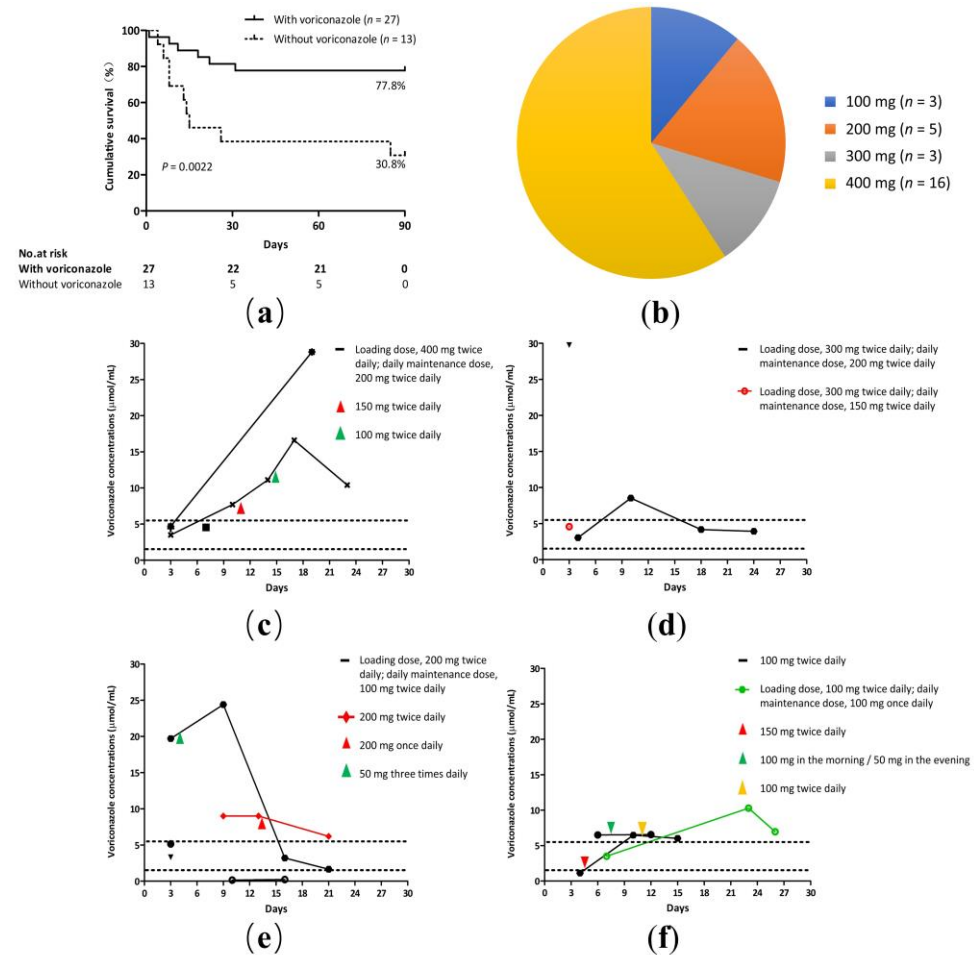 With voriconazole (n = 27)
Without voriconazole (n = 13)
Cumulative survival (%)
100
80
60
40
20
0
77.8%
30.8%
P = 0.0022
0 30 60 90
Days
No.at risk
With voriconazole 27 22 21 0
Without voriconazole 13 5 5 0
(a)
100 mg (n = 3)
200 mg (n = 5)
300 mg (n = 3)
400 mg (n = 16)
(b)
Voriconazole concentrations (μmol/mL)
30
25
20
15
10
5
0
0 3 6 9 12 15 18 21 24 27 30
Days
Loading dose, 400 mg twice
daily; daily maintenance dose,
200 mg twice daily
150 mg twice daily
100 mg twice daily
(c)
Voriconazole concentrations (μmol/mL)
30
25
20
15
10
5
0
0 3 6 9 12 15 18 21 24 27 30
Days
Loading dose, 300 mg twice daily; daily
maintenance dose, 200 mg twice daily
Loading dose, 300 mg twice daily; daily
maintenance dose, 150 mg twice daily
(d)
Voriconazole concentrations (μmol/mL)
30
25
20
15
10
5
0
0 3 6 9 12 15 18 21 24 27 30
Days
Loading dose, 200 mg twice
daily; daily maintenance dose,
100 mg twice daily
200 mg twice daily
200 mg once daily
50 mg three times daily
(e)
Voriconazole concentrations (μmol/mL)
30
25
20
15
10
5
0
0 3 6 9 12 15 18 21 24 27 30
Days
100 mg twice daily
Loading dose, 100 mg twice daily; daily
maintenance dose, 100 mg once daily
150 mg twice daily
100 mg in the morning / 50 mg in the evening
100 mg twice daily
(f)